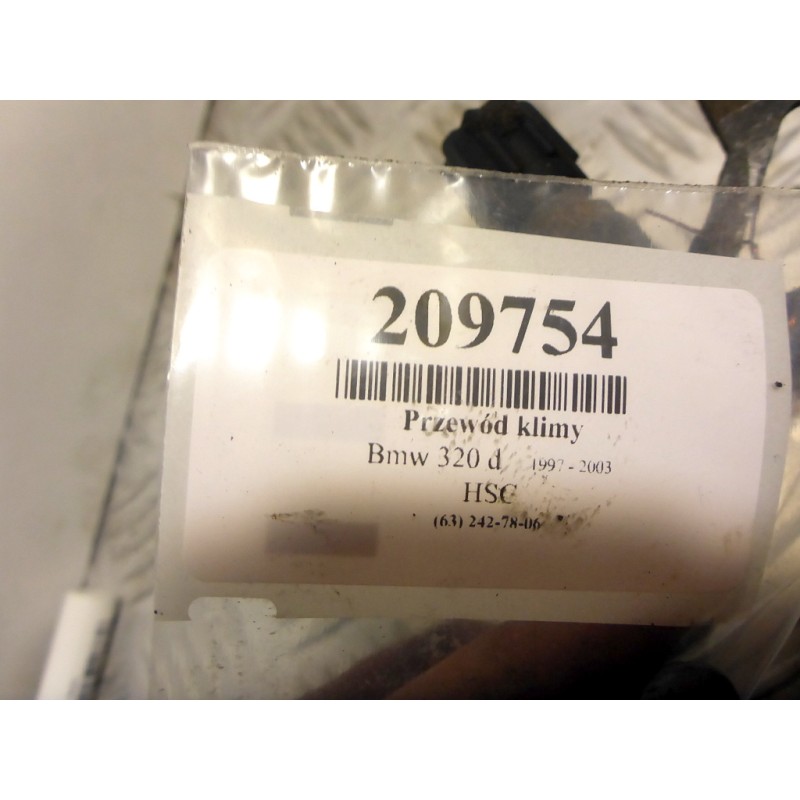 209754
Przewód klimy
Bmw 320 d 1997 - 2003
HSC
(63) 242-78-06